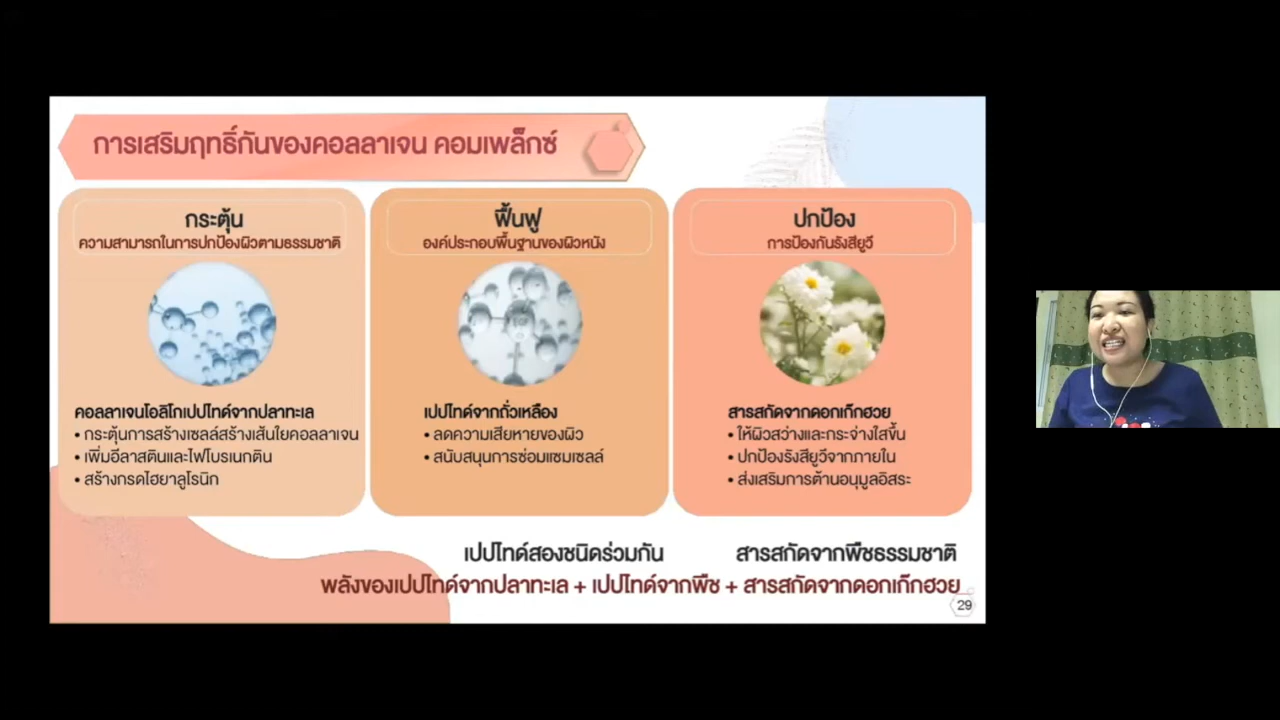 การเสริมฤทธิ์กันของคอลลาเจน คอมเพล็กซ์
กระตุ้น
ความสามารถในการปกป้องผิวตามธรรมชาติ
คอลลาเจนโอลิโกเปปไทด์จากปลาทะเล
• กระตุ้นการสร้างเซลล์สร้างเส้นใยคอลลาเจน
• เพิ่มอีลาสตินและไฟโบรเนกติน
• สร้างกรดไฮยาลูโรนิก
ฟื้นฟู
องค์ประกอบพื้นฐานของผิวหนัง
เปปไทด์จากถั่วเหลือง
• ลดความเสียหายของผิว
• สนับสนุนการซ่อมแซมเซลล์
ปกป้อง
การป้องกันรังสียูวี
สารสกัดจากดอกเก๊กฮวย
• ให้ผิวสว่างและกระจ่างใสขึ้น
• ปกป้องรังสียูวีจากภายใน
• ส่งเสริมการต้านอนุมูลอิสระ
เปปไทด์สองชนิดร่วมกัน
สารสกัดจากพืชธรรมชาติ
พลังของเปปไทด์จากปลาทะเล + เปปไทด์จากพืช + สารสกัดจากดอกเก๊กฮวย
29